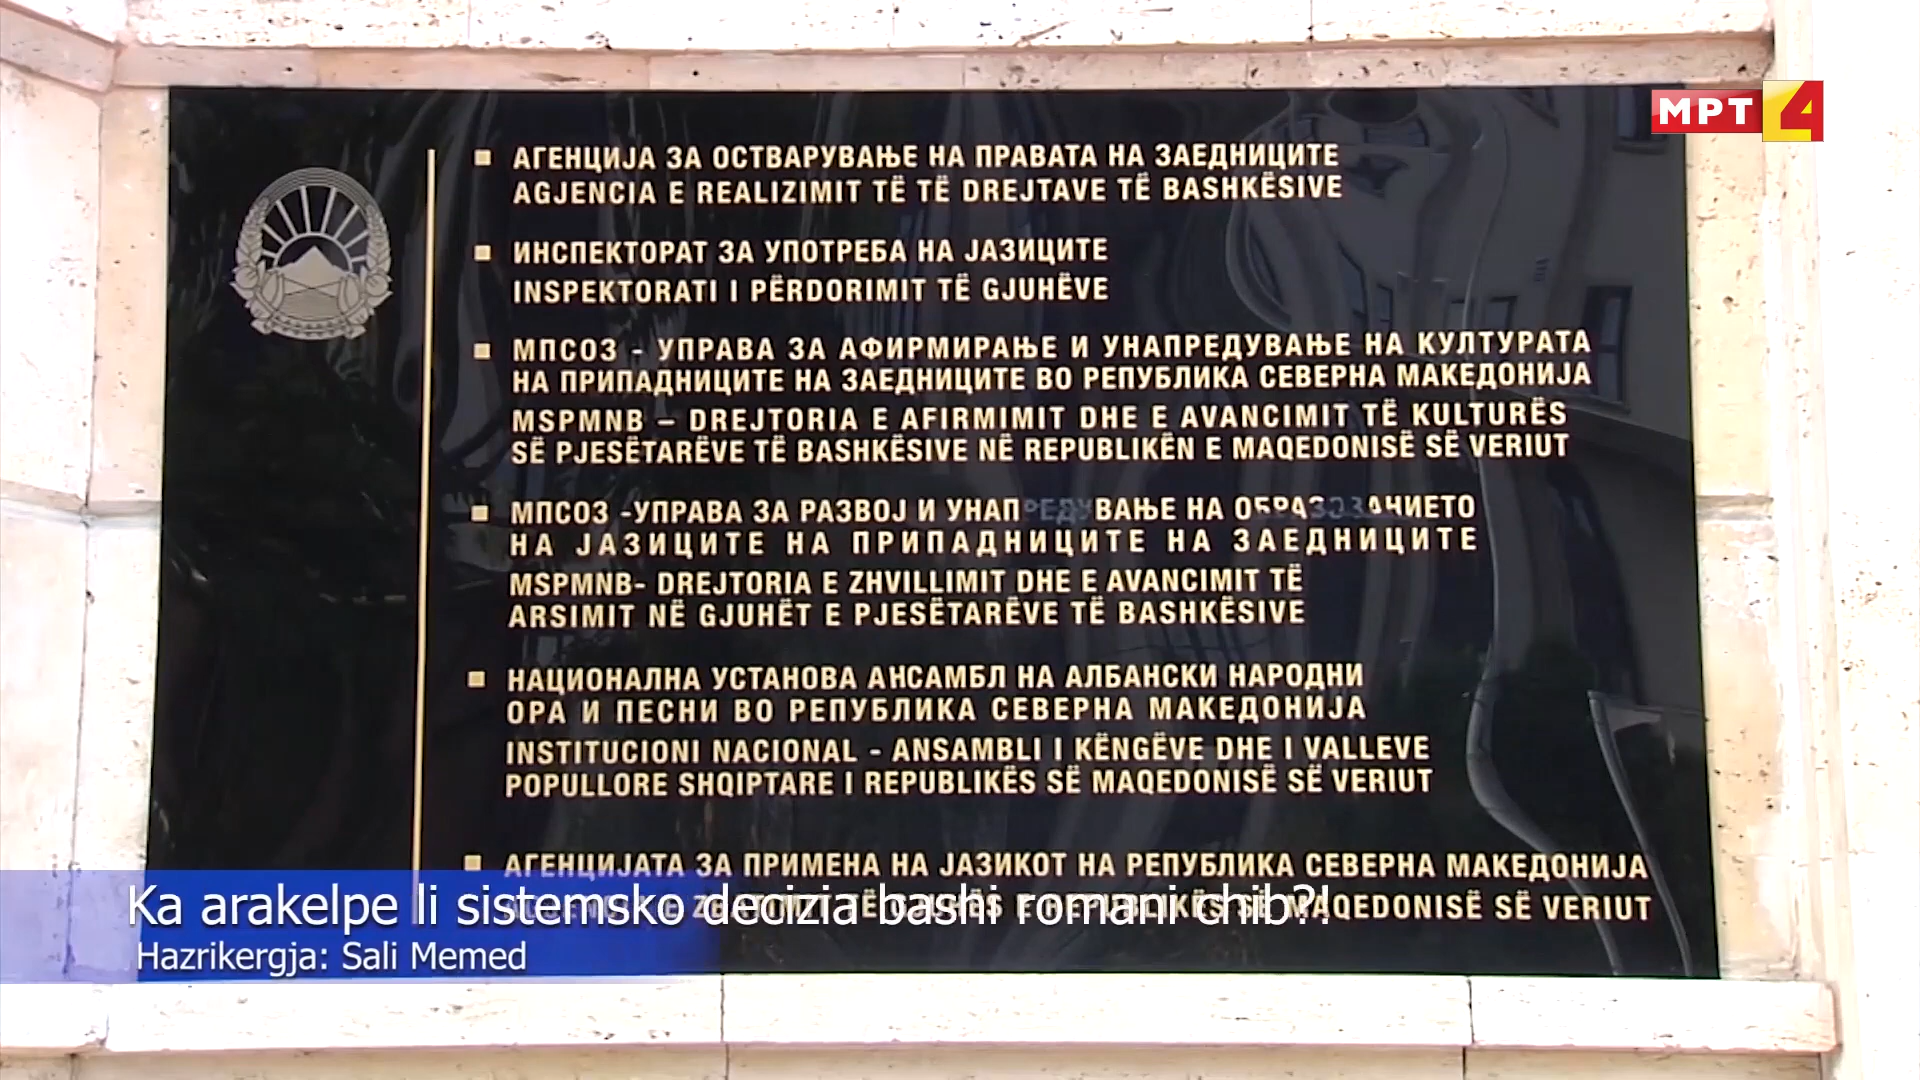 МРТ 4
АГЕНЦИЈА ЗА ОСТВАРУВАЊЕ НА ПРАВАТА НА ЗАЕДНИЦИТЕ
AGJENCIA E REALIZIMIT TË TË DREJTAVE TË BASHKËSIVE
ИНСПЕКТОРАТ ЗА УПОТРЕБА НА ЈАЗИЦИТЕ
INSPEKTORATI I PËRDORIMIT TË GJUHËVE
МПСОЗ - УПРАВА ЗА АФИРМИРАЊЕ И УНАПРЕДУВАЊЕ НА КУЛТУРАТА
НА ПРИПАДНИЦИТЕ НА ЗАЕДНИЦИТЕ ВО РЕПУБЛИКА СЕВЕРНА МАКЕДОНИЈА
MSPMNB – DREJTORIA E AFIRMIMIT DHE E AVANCIMIT TË KULTURËS
SË PJESËTARËVE TË BASHKËSIVE NË REPUBLIKËN E MAQEDONISË SË VERIUT
МПСОЗ -УПРАВА ЗА РАЗВОЈ И УНАПРЕДУВАЊЕ НА
НА ЈАЗИЦИТЕ НА ПРИПАДНИЦИТЕ НА ЗАЕДНИЦИТЕ
MSPMNB- DREJTORIA E ZHVILLIMIT DHE E AVANCIMIT TË
ARSIMIT NË GJUHËT E PJESËTARËVE TË BASHKËSIVE
НАЦИОНАЛНА УСТАНОВА АНСАМБЛ НА АЛБАНСКИ НАРОДНИ
ОРА И ПЕСНИ ВО РЕПУБЛИКА СЕВЕРНА МАКЕДОНИЈА
INSTITUCIONI NACIONAL - ANSAMBLI I KËNGËVE DHE I VALLEVE
POPULLORE SHQIPTARE I REPUBLIKËS SË MAQEDONISË SË VERIUT
АГЕНЦИЈАТА ЗА ПРИМЕНА НА ЈАЗИКОТ НА РЕПУБЛИКА СЕВЕРНА МАКЕДОНИЈА
MAQEDONISË SË VERIUT
Ka arakelpe li sistemsko decizia bashi romani chib?!
Hazrikergja: Sali Memed